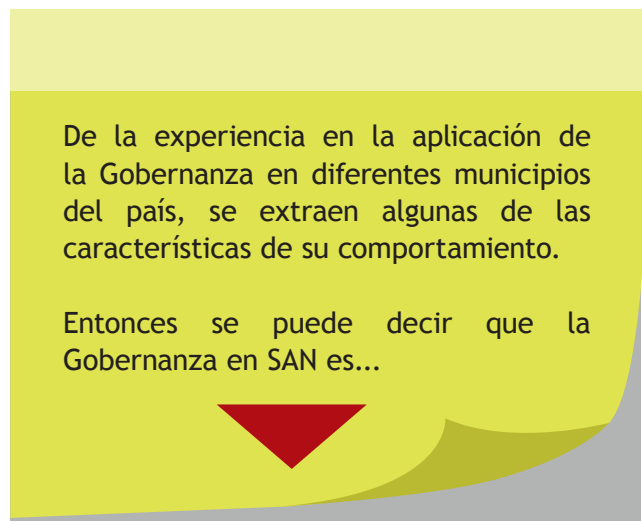 De la experiencia en la aplicación de
la Gobernanza en diferentes municipios
del país, se extraen algunas de las
características de su comportamiento.
Entonces se puede decir que la
Gobernanza en SAN es...